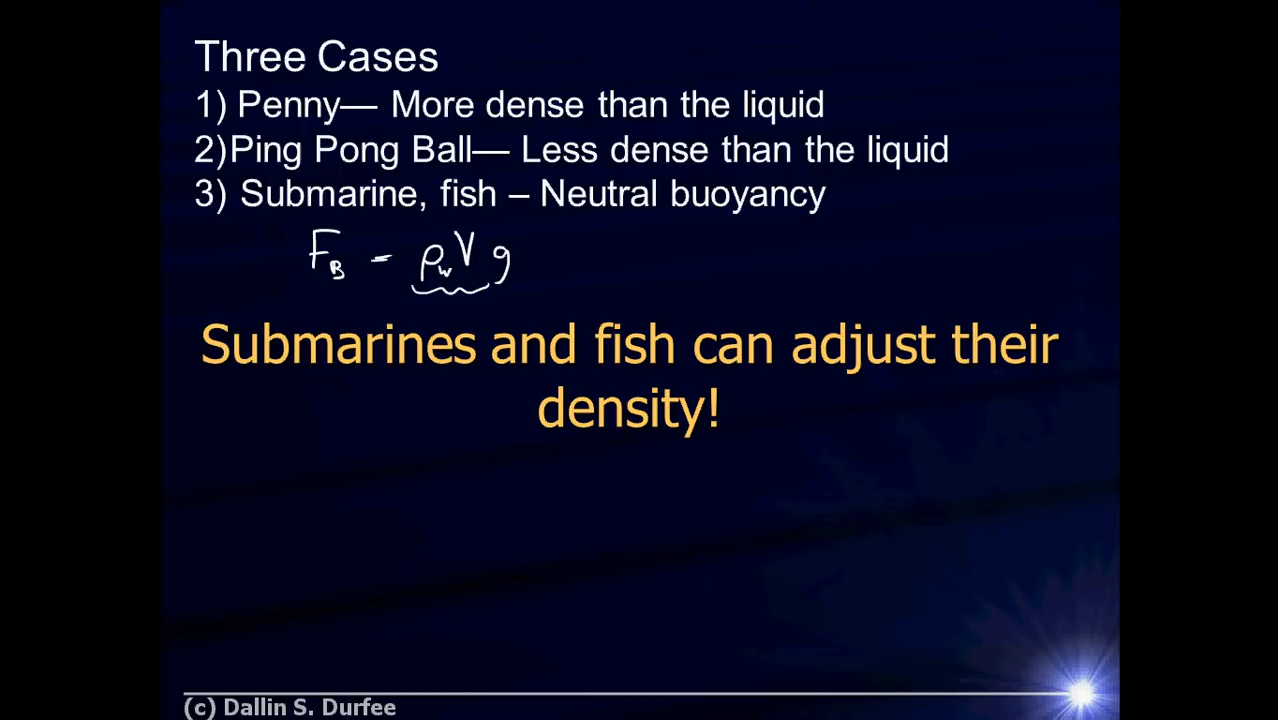 Three Cases
1) Penny— More dense than the liquid
2)Ping Pong Ball— Less dense than the liquid
3) Submarine, fish – Neutral buoyancy
F_B = ρ_w V g
Submarines and fish can adjust their
density!
(c) Dallin S. Durfee